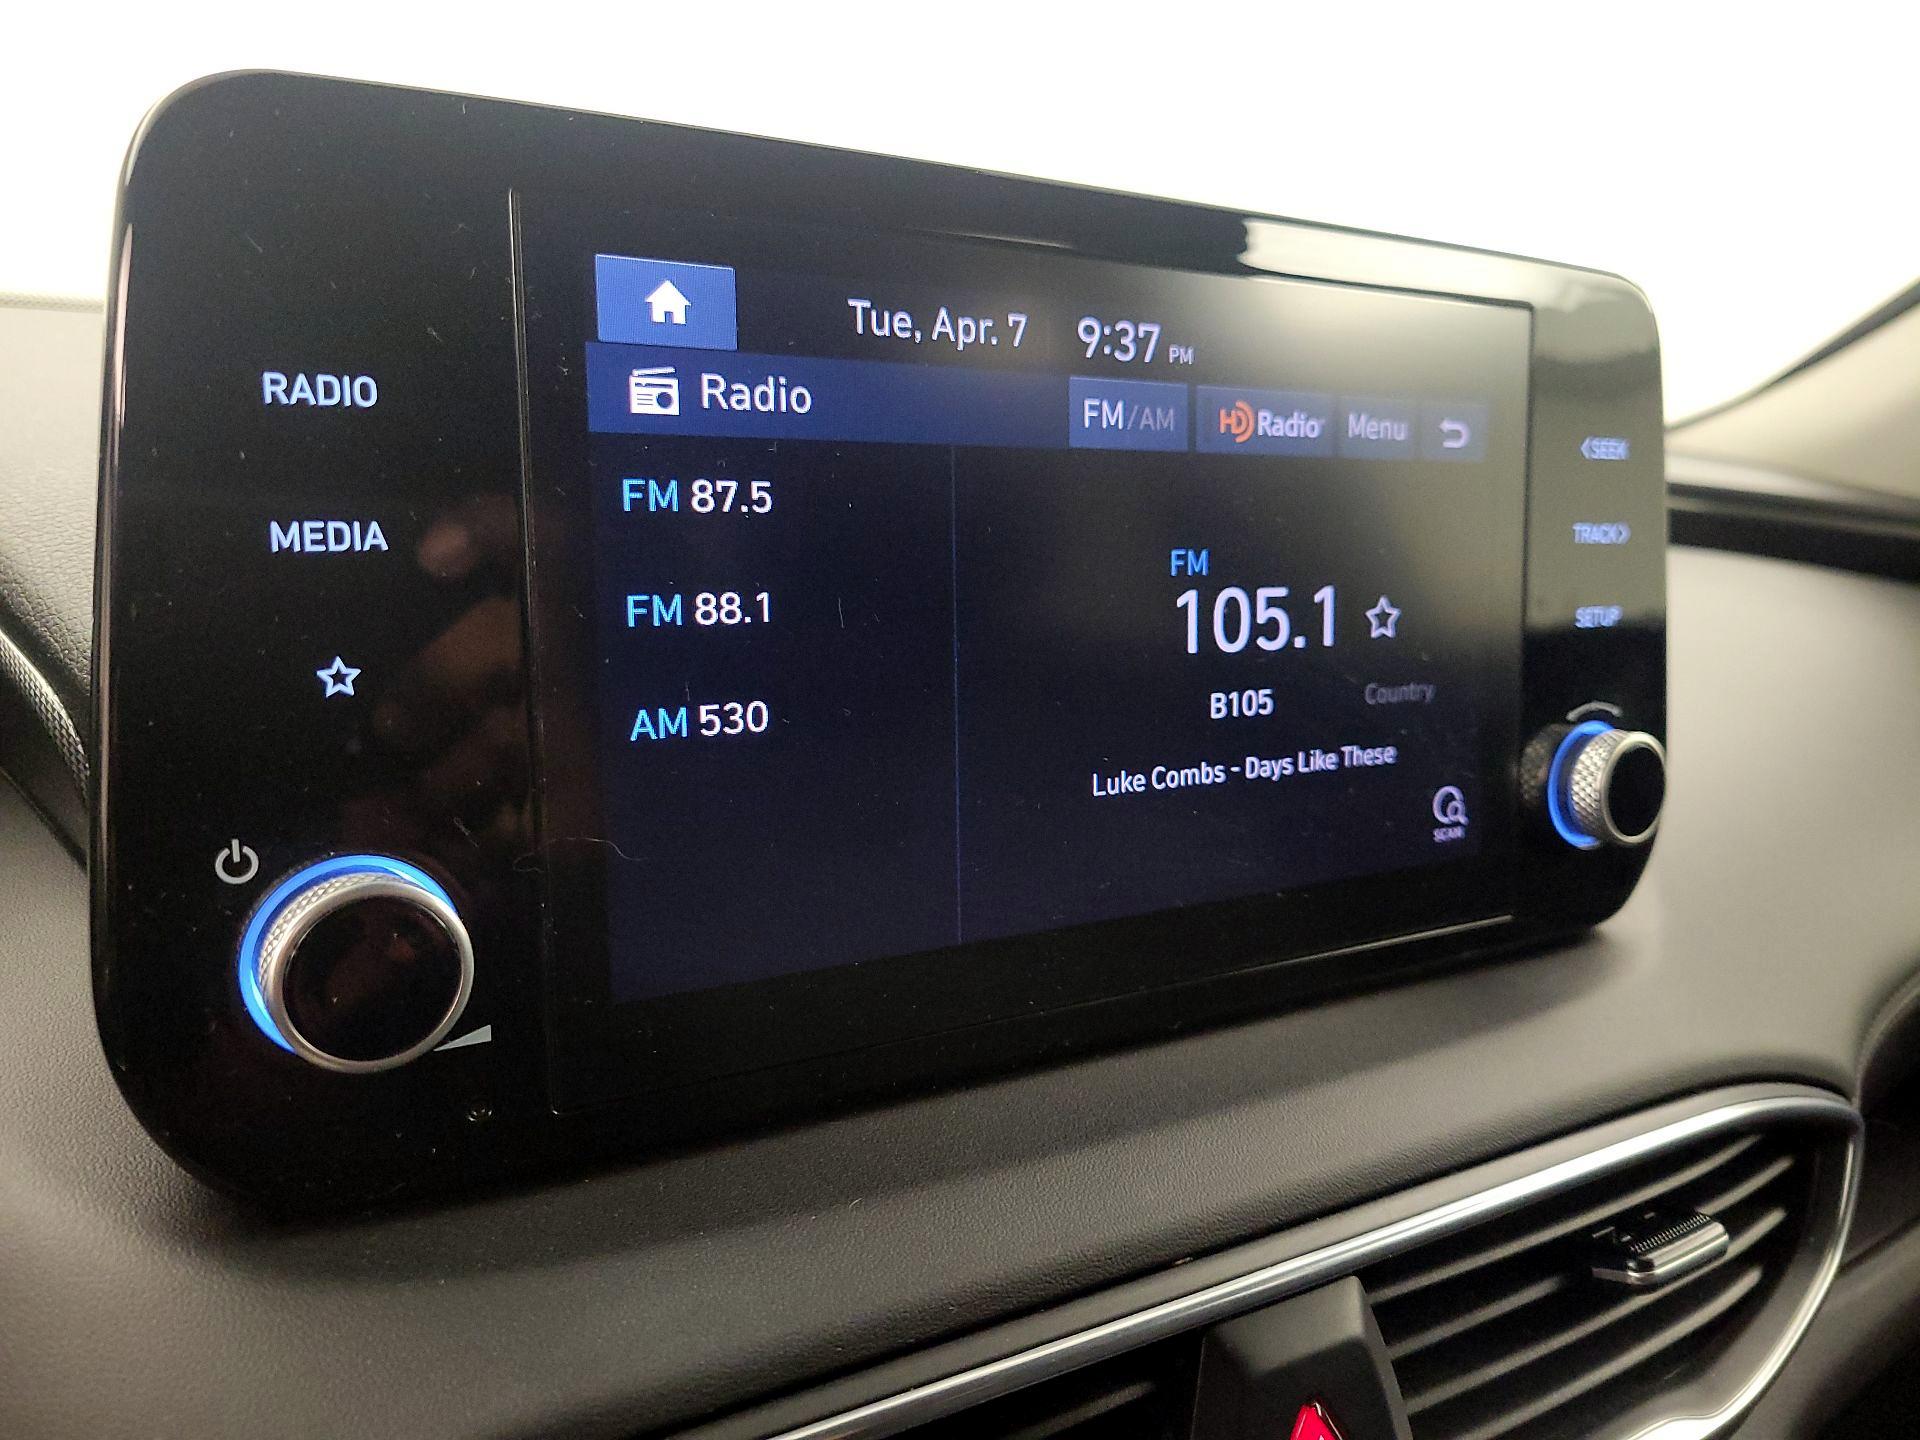 Tue, Apr. 7 9:37 PM
RADIO
Radio
FM/AM
HD Radio
Menu
<SEEK
FM 87.5
MEDIA
TRACK>
FM
105.1
FM 88.1
SETUP
B105
Country
AM 530
Luke Combs - Days Like These
SCAN